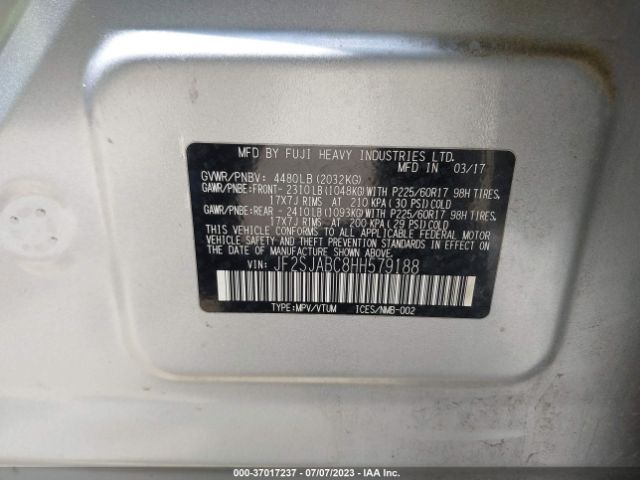 MFD BY FUJI HEAVY INDUSTRIES LTD.
MFD IN 03/17
GVWR/PNBV: 4480LB(2032KG)
GAWR/PNBE:FRONT- 2310LB(1048KG)WITH P225/60R17 98H TIRES,
17X7J RIMS AT 210 KPA(30 PSI)COLD
GAWR/PNBE:REAR - 2410LB(1093KG)WITH P225/60R17 98H TIRES,
17X7J RIMS AT 200 KPA(29 PSI)COLD
THIS VEHICLE CONFORMS TO ALL APPLICABLE FEDERAL MOTOR
VEHICLE SAFETY, BUMPER, AND THEFT PREVENTION STANDARDS
IN EFFECT ON THE DATE OF MANUFACTURE SHOWN ABOVE.
VIN: JF2SJABC8HH579188
TYPE:MPV/VTUM ICES/NMB-002
000-37017237 - 07/07/2023 - IAA Inc.